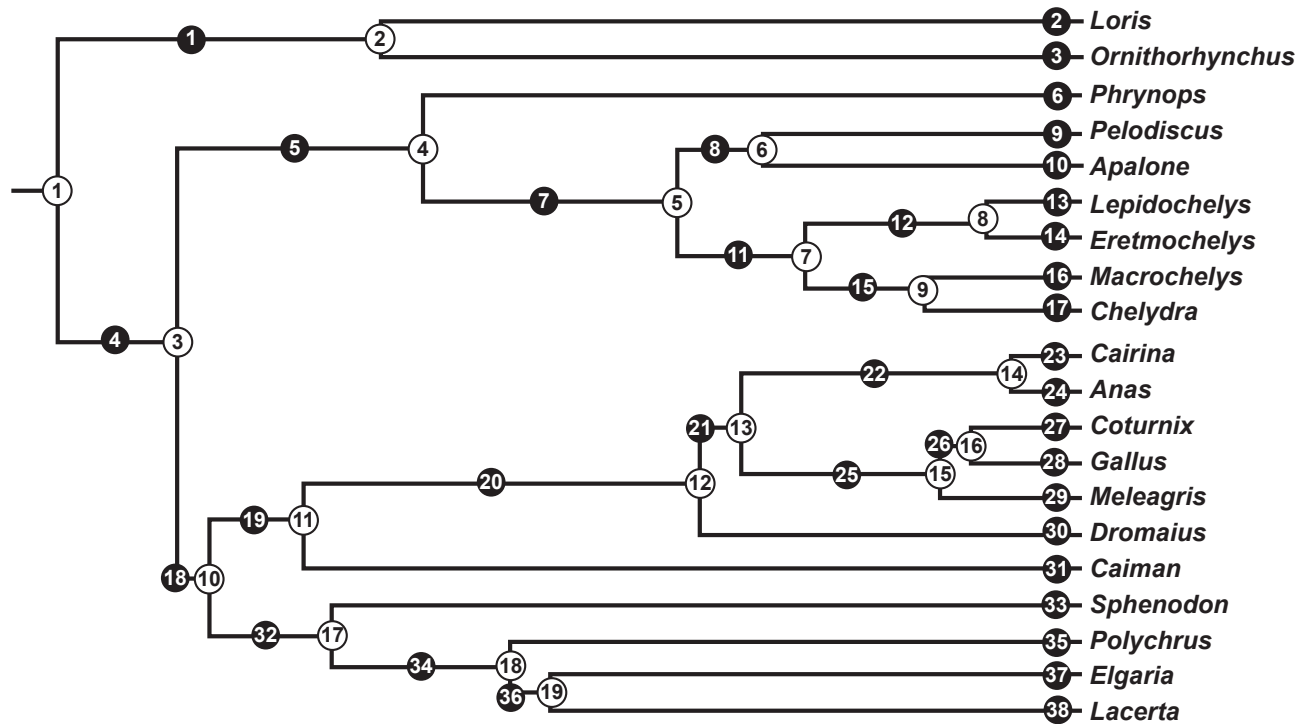 1 2 2 Loris
3 Ornithorhynchus
6 Phrynops
5 4 8 6 9 Pelodiscus
10 Apalone
1 7 5 13 Lepidochelys
12 8 14 Eretmochelys
11 7 16 Macrochelys
15 9 17 Chelydra
4 3 23 Cairina
22 14 24 Anas
21 13 26 16 27 Coturnix
28 Gallus
20 12 25 15 29 Meleagris
19 11 30 Dromaius
31 Caiman
18 10 33 Sphenodon
32 17 35 Polychrus
34 18 37 Elgaria
36 19 38 Lacerta